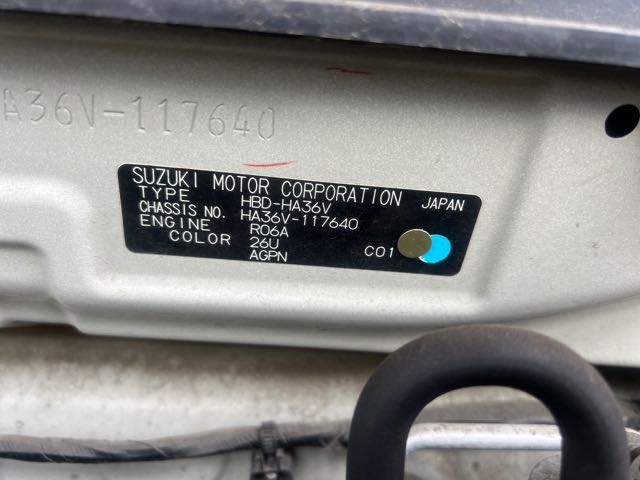 A36V-117640
SUZUKI MOTOR CORPORATION JAPAN
TYPE HBD-HA36V
CHASSIS NO. HA36V-117640
ENGINE R06A
COLOR 26U
AGPN C01